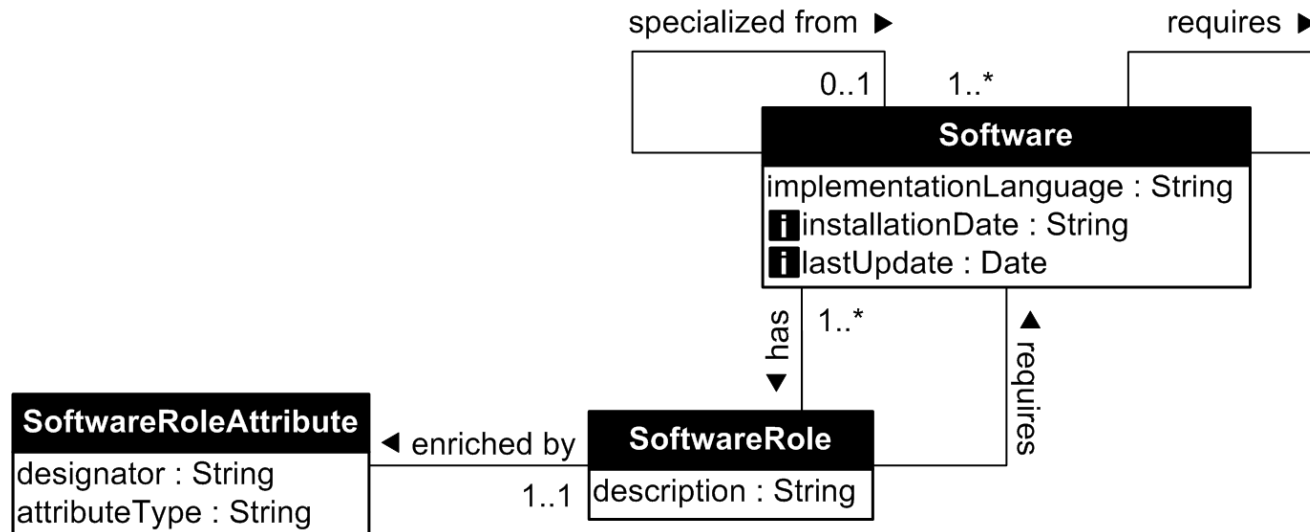 specialized from ▶
requires ▶
0..1
1..*
Software
implementationLanguage : String
i installationDate : String
i lastUpdate : Date
1..*
◀ has
▲ requires
SoftwareRoleAttribute
designator : String
attributeType : String
◀ enriched by
1..1
SoftwareRole
description : String